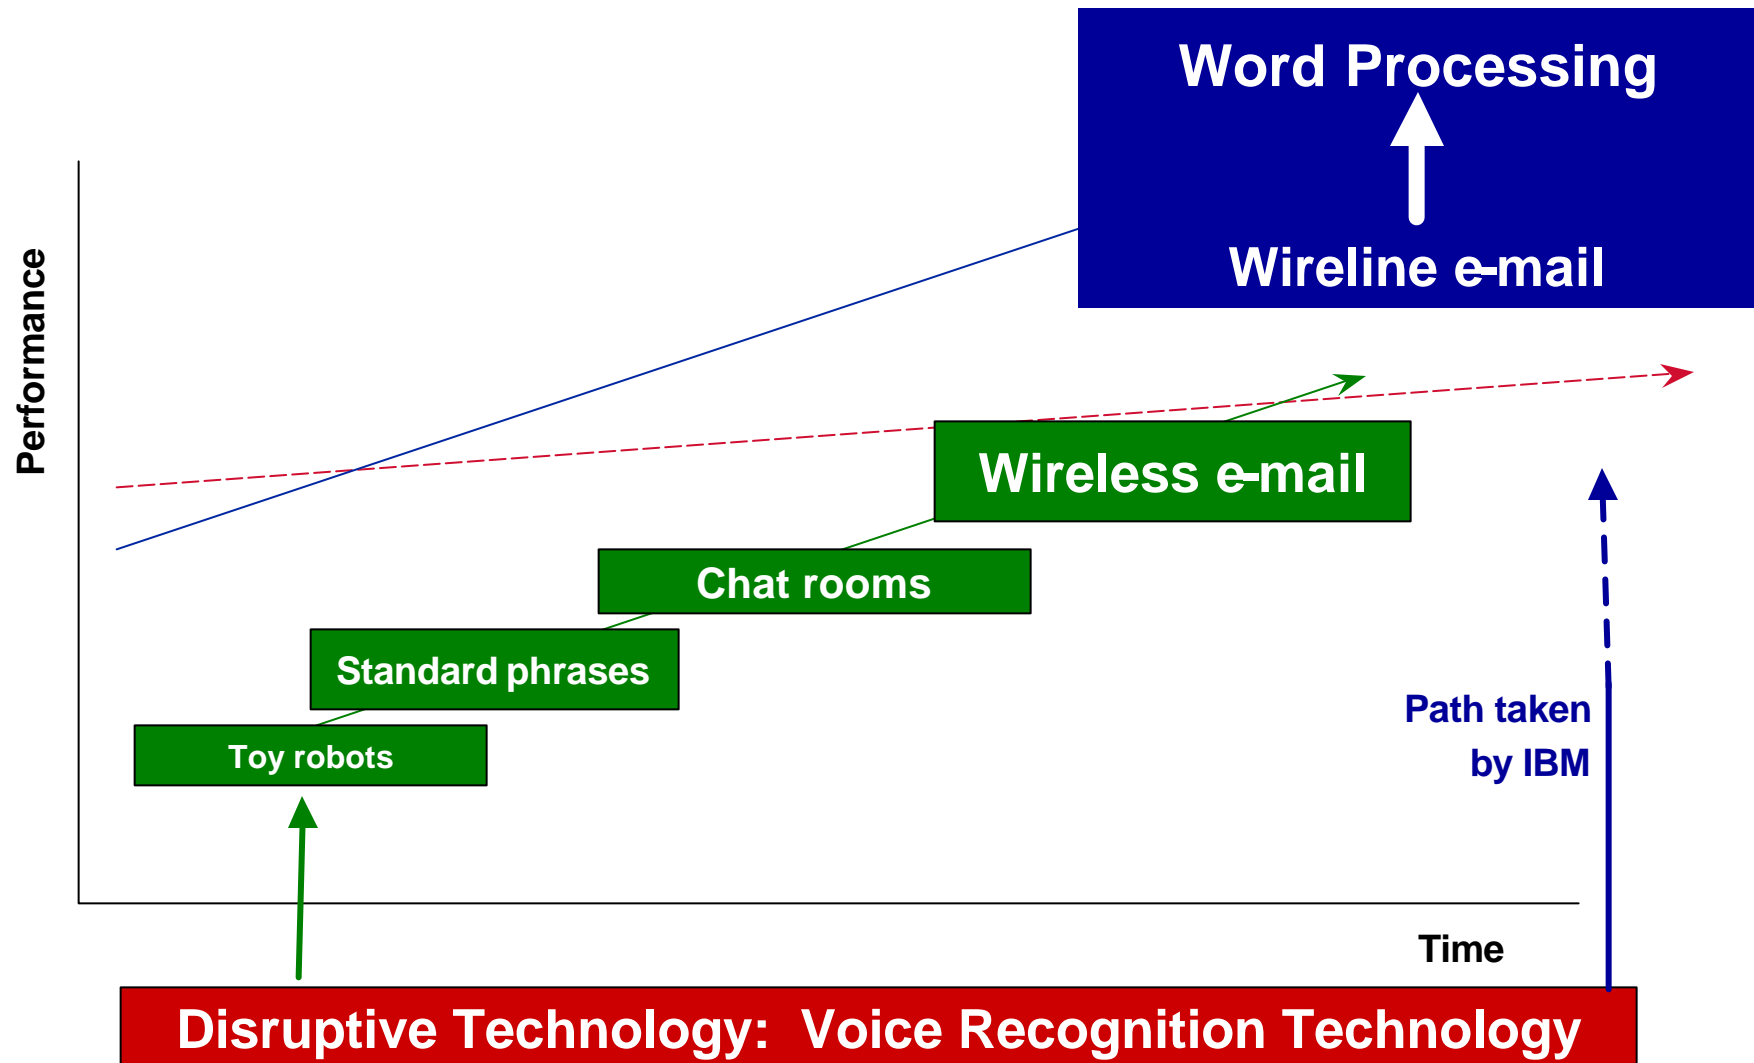 Word Processing
Wireline e-mail
Performance
Wireless e-mail
Chat rooms
Standard phrases
Toy robots
Path taken
by IBM
Time
Disruptive Technology: Voice Recognition Technology